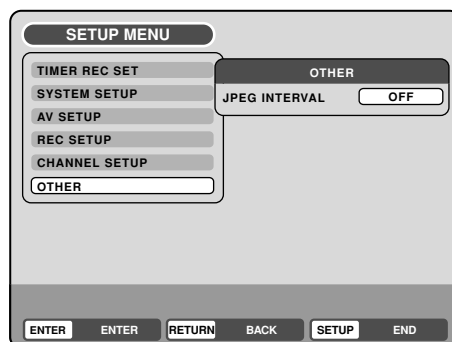 SETUP MENU
TIMER REC SET
SYSTEM SETUP
AV SETUP
REC SETUP
CHANNEL SETUP
OTHER
OTHER
JPEG INTERVAL OFF
ENTER ENTER RETURN BACK SETUP END